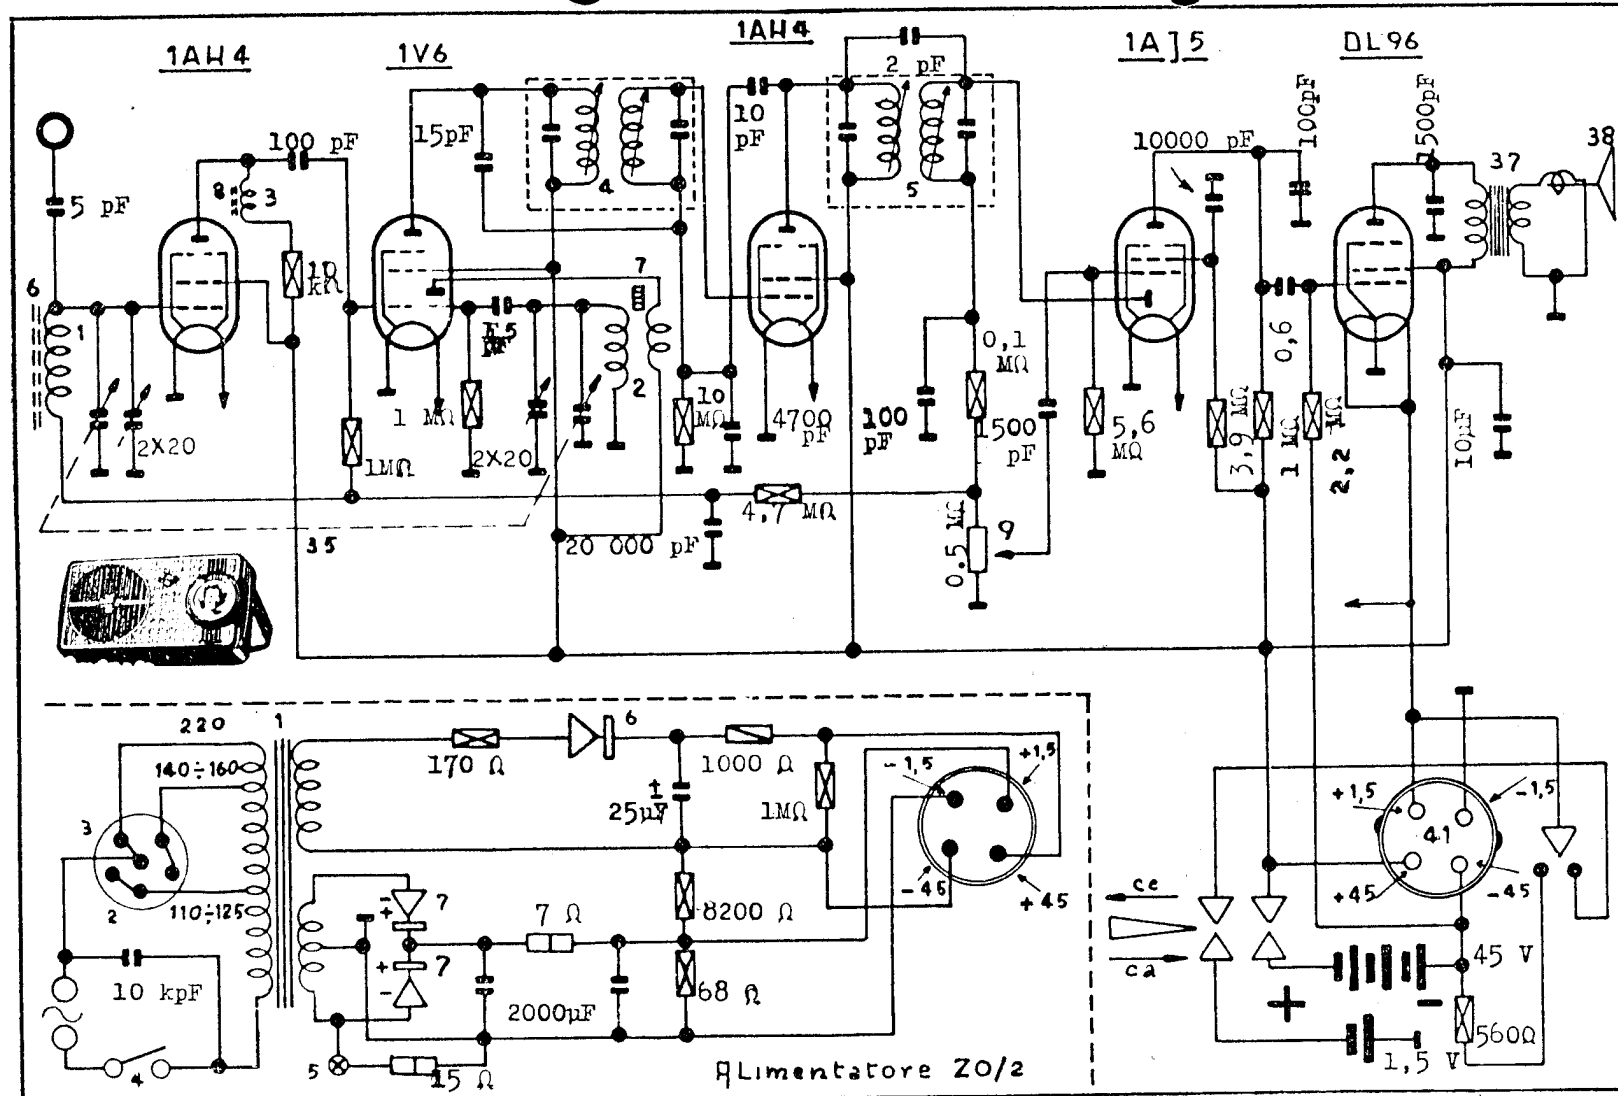 1AH4
1V6
1AH4
1AJ5
DL96
2 pF
100 pF
15pF
10
pF
10000 pF
100pF
2500pF
37
38
5 pF
8
3
4
5
6
1
1
kΩ
7
pF
2
0,1
MΩ
0,6
2X20
1MΩ
1 MΩ
2X20
10
MΩ
4700
pF
100
pF
1500
pF
5,6
MΩ
3,9 MΩ
1 MΩ
2,2 MΩ
10µF
4,7 MΩ
0,5 MΩ
9
35
20 000 pF
220
1
140÷160
3
2
110÷125
10 kpF
4
170 Ω
6
1000 Ω
+
25µF
1MΩ
-1,5
+1,5
-45
+45
8200 Ω
7 Ω
- +
7
+ -
7
2000µF
68 Ω
5
15 Ω
ALimentatore ZO/2
+1,5
-1,5
41
+45
-45
ce
ca
45 V
+
-
560Ω
1,5 V